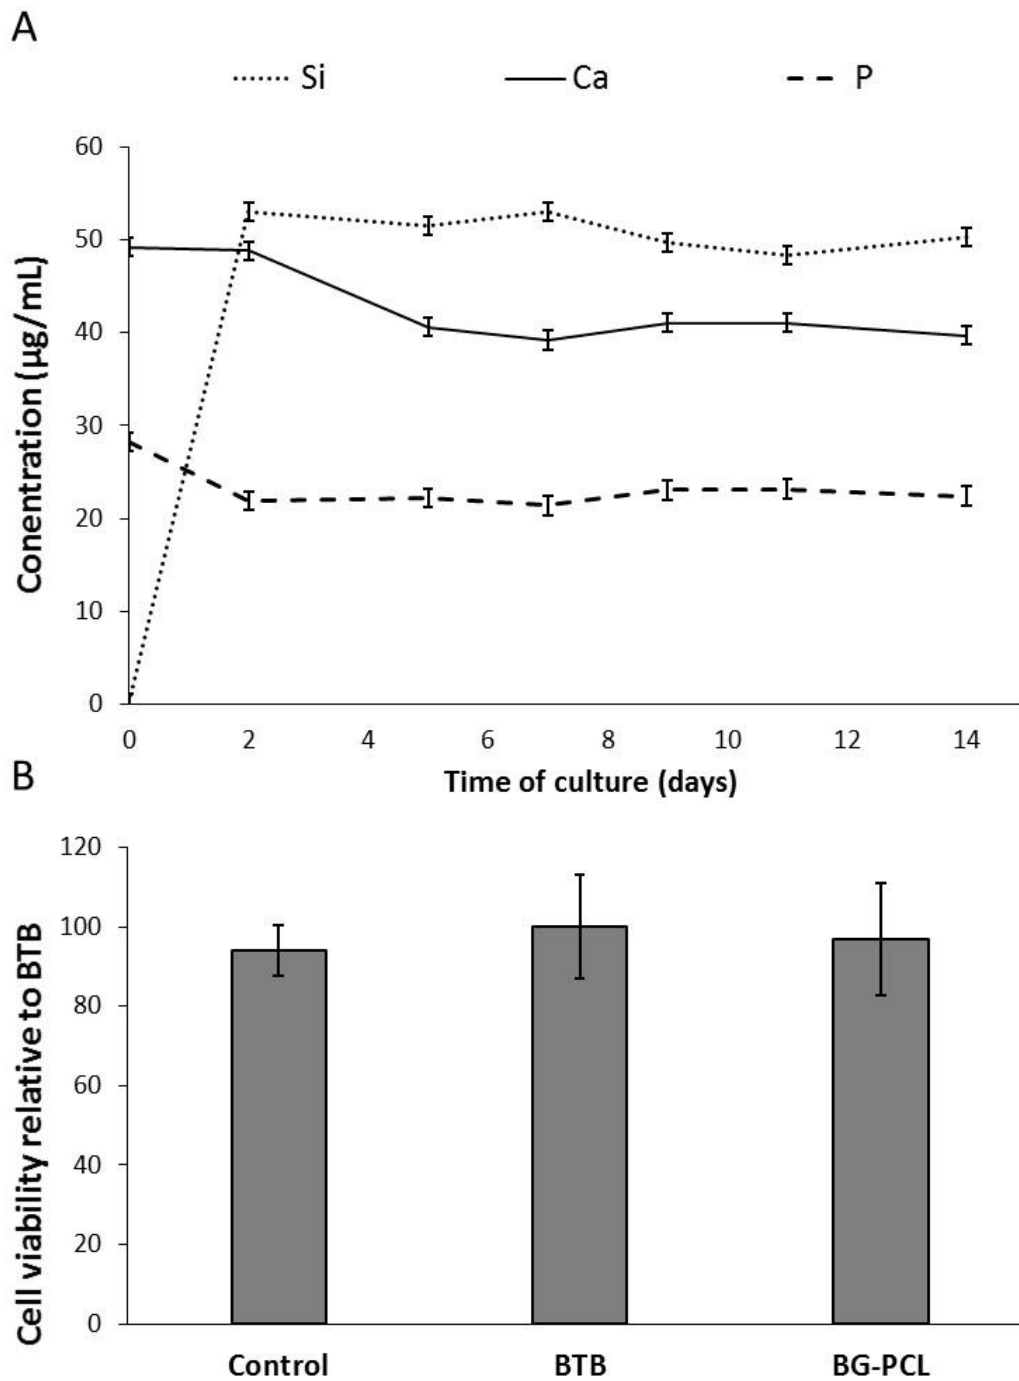 A
Si Ca P
60
50
40
30
20
10
0
Conentration (µg/mL)
0 2 4 6 8 10 12 14
Time of culture (days)
B
120
100
80
60
40
20
0
Cell viability relative to BTB
Control BTB BG-PCL